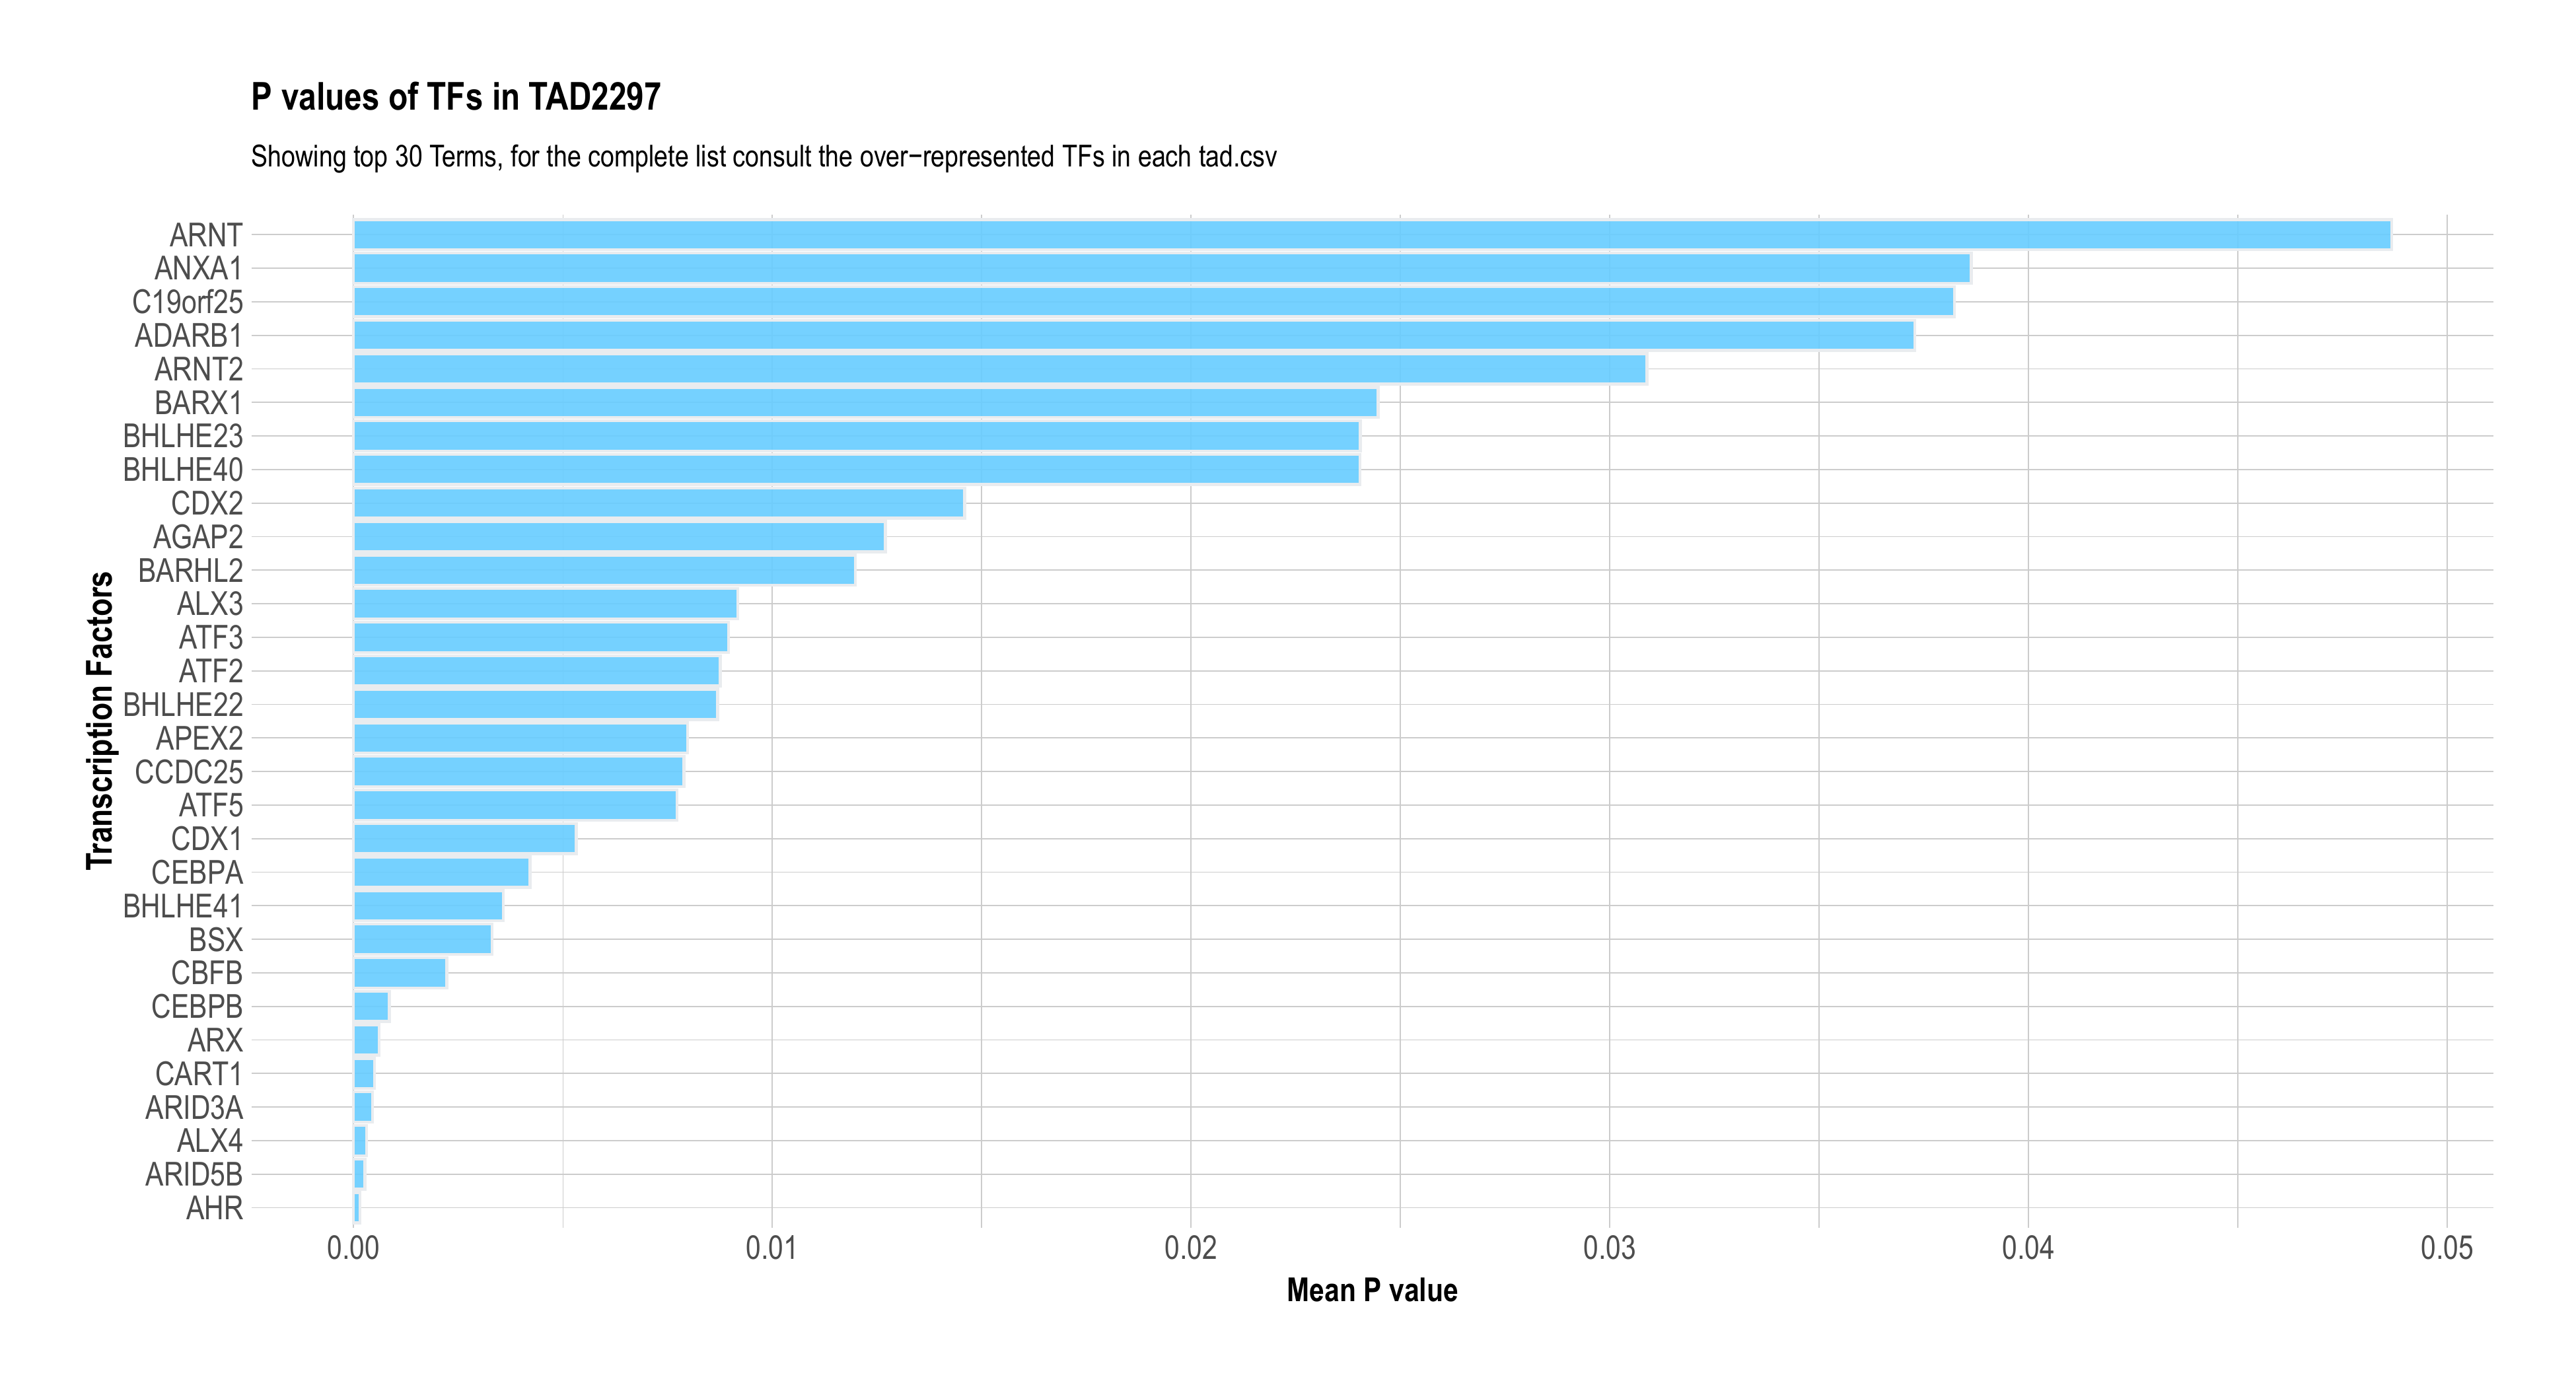 P values of TFs in TAD2297
Showing top 30 Terms, for the complete list consult the over−represented TFs in each tad.csv
Transcription Factors
ARNT
ANXA1
C19orf25
ADARB1
ARNT2
BARX1
BHLHE23
BHLHE40
CDX2
AGAP2
BARHL2
ALX3
ATF3
ATF2
BHLHE22
APEX2
CCDC25
ATF5
CDX1
CEBPA
BHLHE41
BSX
CBFB
CEBPB
ARX
CART1
ARID3A
ALX4
ARID5B
AHR
0.00 0.01 0.02 0.03 0.04 0.05
Mean P value